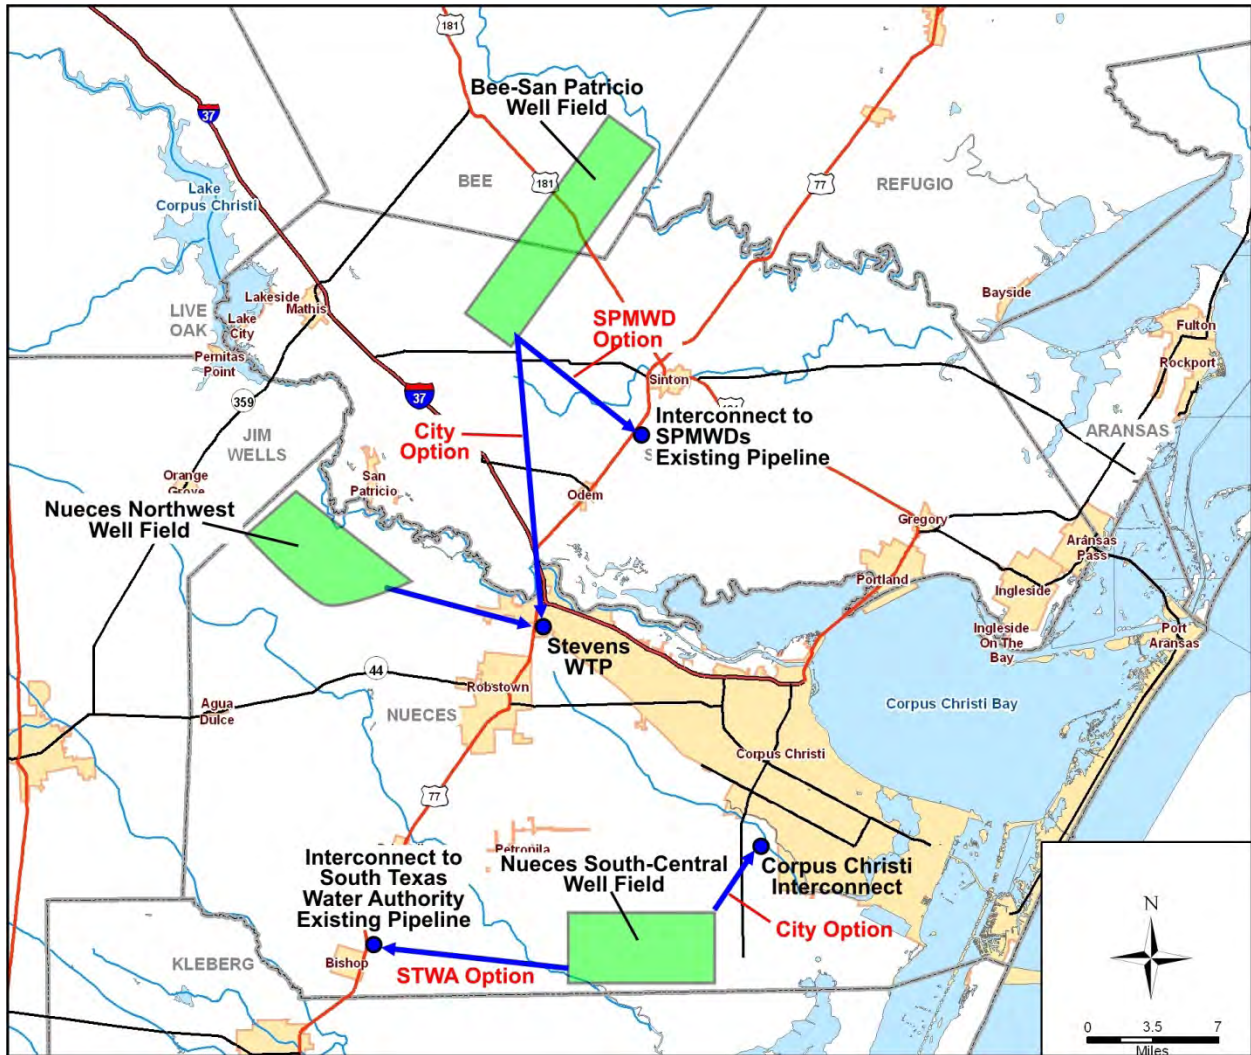 181
37
Bee-San Patricio
Well Field
BEE
181
77
REFUGIO
Lake
Corpus Christi
LIVE
OAK
Lakeside
Mathis
Lake
City
Pernitas
Point
Bayside
Fulton
Rockport
SPMWD
Option
359
37
Sinton
JIM
WELLS
City
Option
Interconnect to
SPMWDs
Existing Pipeline
ARANSAS
Orange
San
Patricio
Odem
Nueces Northwest
Well Field
Gregory
Aransas
Pass
Portland
Ingleside
Ingleside
On The
Bay
Port
Aransas
Stevens
WTP
44
Robstown
Agua
Dulce
NUECES
Corpus Christi Bay
Corpus Christi
77
Petronila
Interconnect to
South Texas
Water Authority
Existing Pipeline
Nueces South-Central
Well Field
Corpus Christi
Interconnect
City Option
KLEBERG
Bishop
STWA Option
N
0 3.5 7
Miles